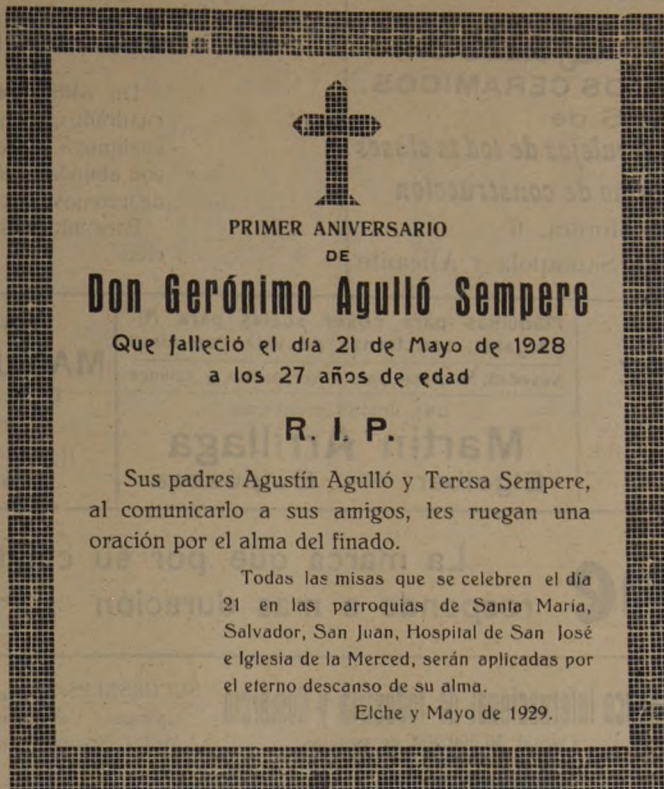 PRIMER ANIVERSARIO
DE
Don Gerónimo Agulló Sempere
Que falleció el día 21 de Mayo de 1928
a los 27 años de edad
R. I. P.
Sus padres Agustín Agulló y Teresa Sempere,
al comunicarlo a sus amigos, les ruegan una
oración por el alma del finado.
Todas las misas que se celebren el día
21 en las parroquias de Santa María,
Salvador, San Juan, Hospital de San José
e Iglesia de la Merced, serán aplicadas por
el eterno descanso de su alma.
Elche y Mayo de 1929.